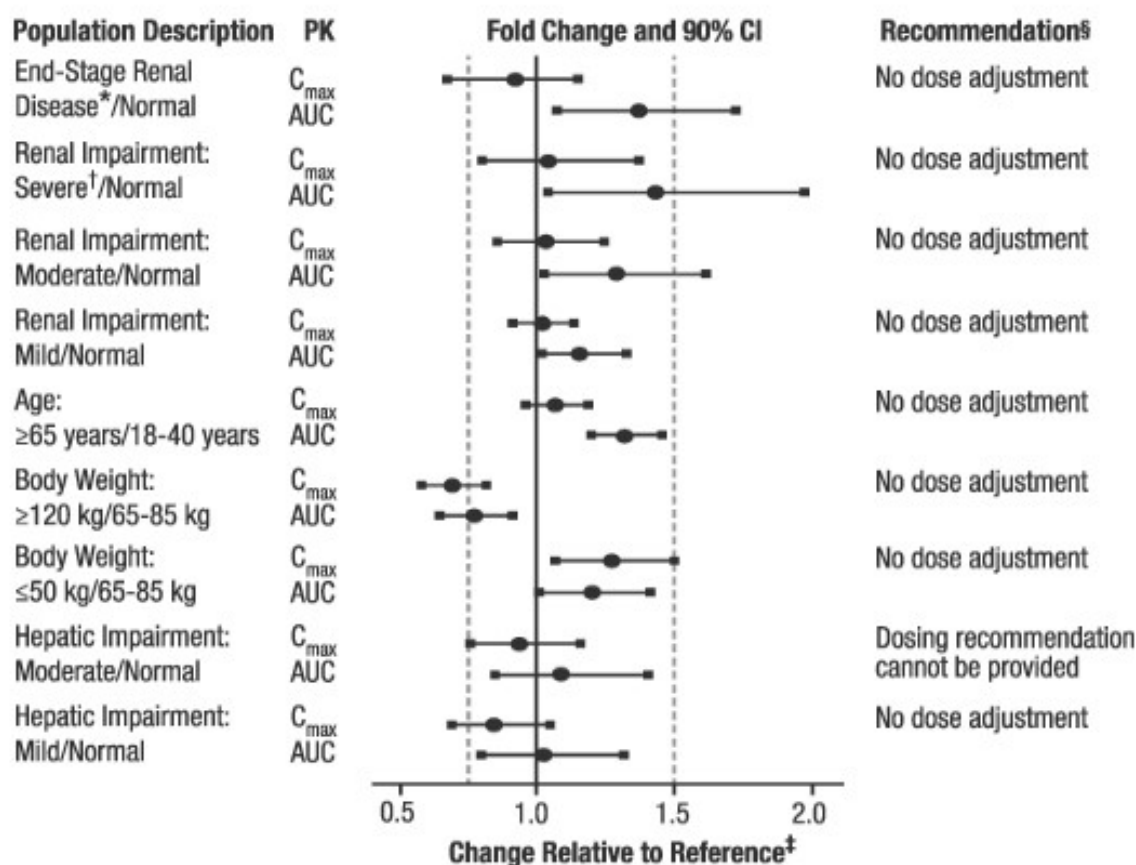 Population Description PK Fold Change and 90% CI Recommendation§
End-Stage Renal Cmax No dose adjustment
Disease*/Normal AUC
Renal Impairment: Cmax No dose adjustment
Severe†/Normal AUC
Renal Impairment: Cmax No dose adjustment
Moderate/Normal AUC
Renal Impairment: Cmax No dose adjustment
Mild/Normal AUC
Age: Cmax No dose adjustment
≥65 years/18-40 years AUC
Body Weight: Cmax No dose adjustment
≥120 kg/65-85 kg AUC
Body Weight: Cmax No dose adjustment
≤50 kg/65-85 kg AUC
Hepatic Impairment: Cmax Dosing recommendation
Moderate/Normal AUC cannot be provided
Hepatic Impairment: Cmax No dose adjustment
Mild/Normal AUC
0.5 1.0 1.5 2.0
Change Relative to Reference‡